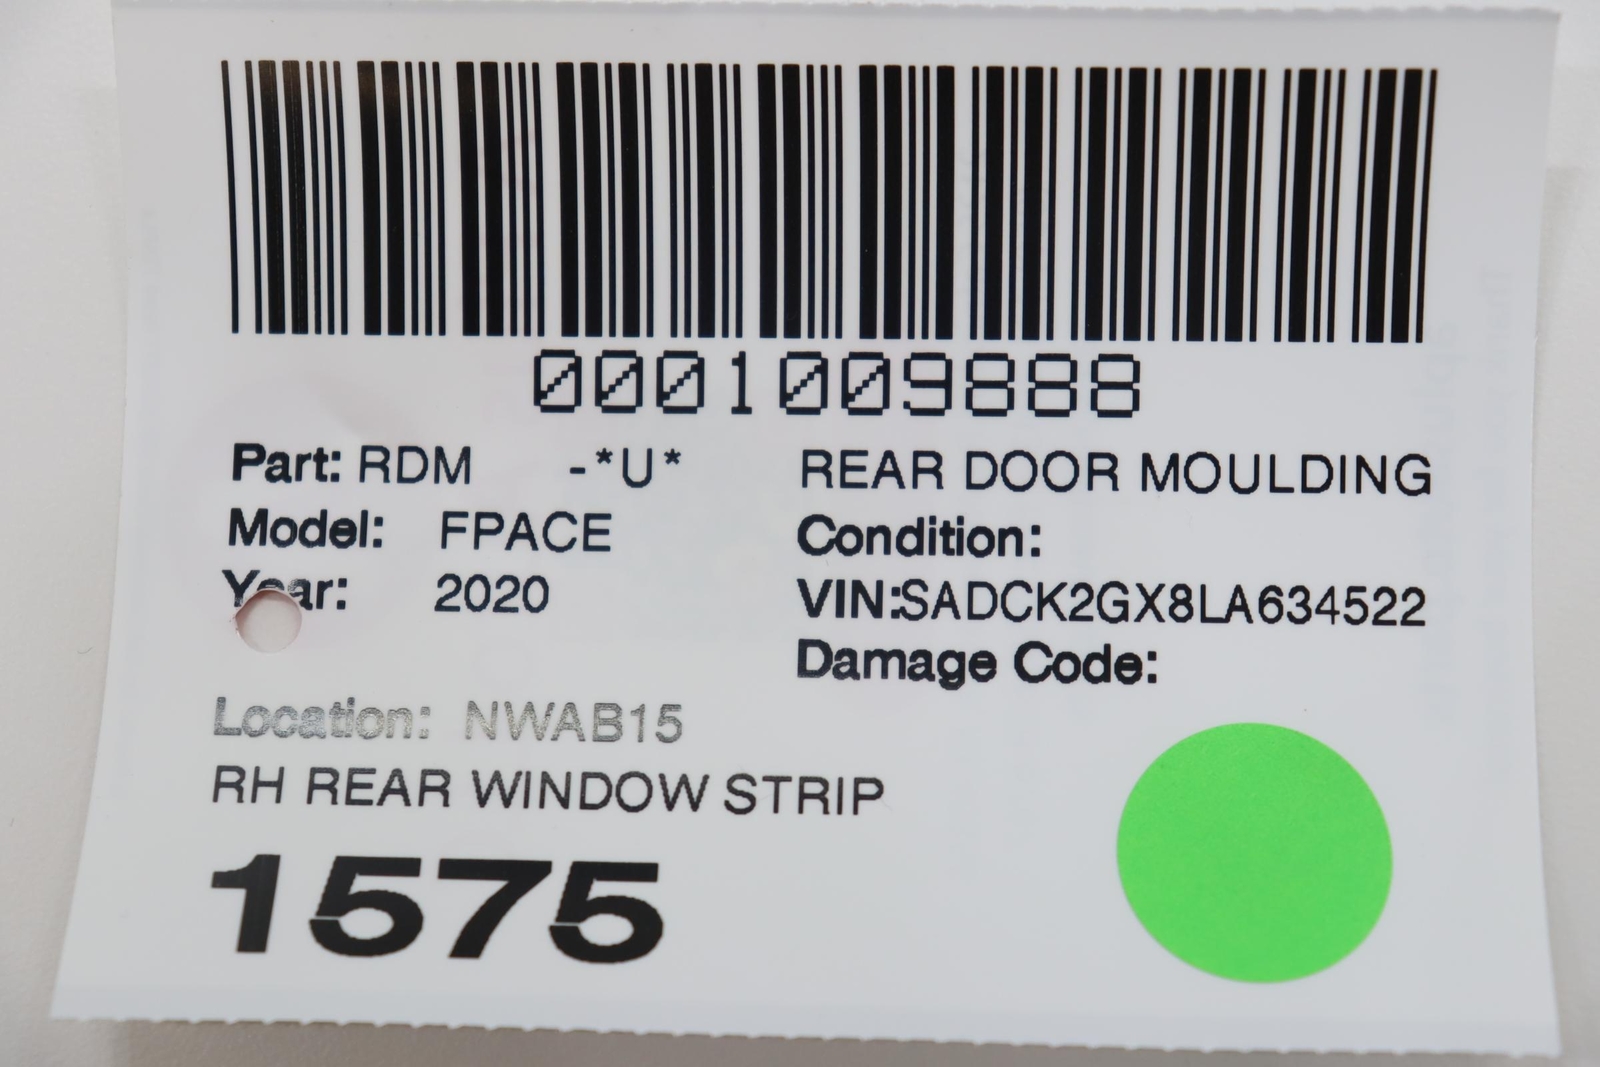 0001009888
Part: RDM -*U* REAR DOOR MOULDING
Model: FPACE Condition:
Year: 2020 VIN:SADCK2GX8LA634522
Damage Code:
Location: NWAB15
RH REAR WINDOW STRIP
1575